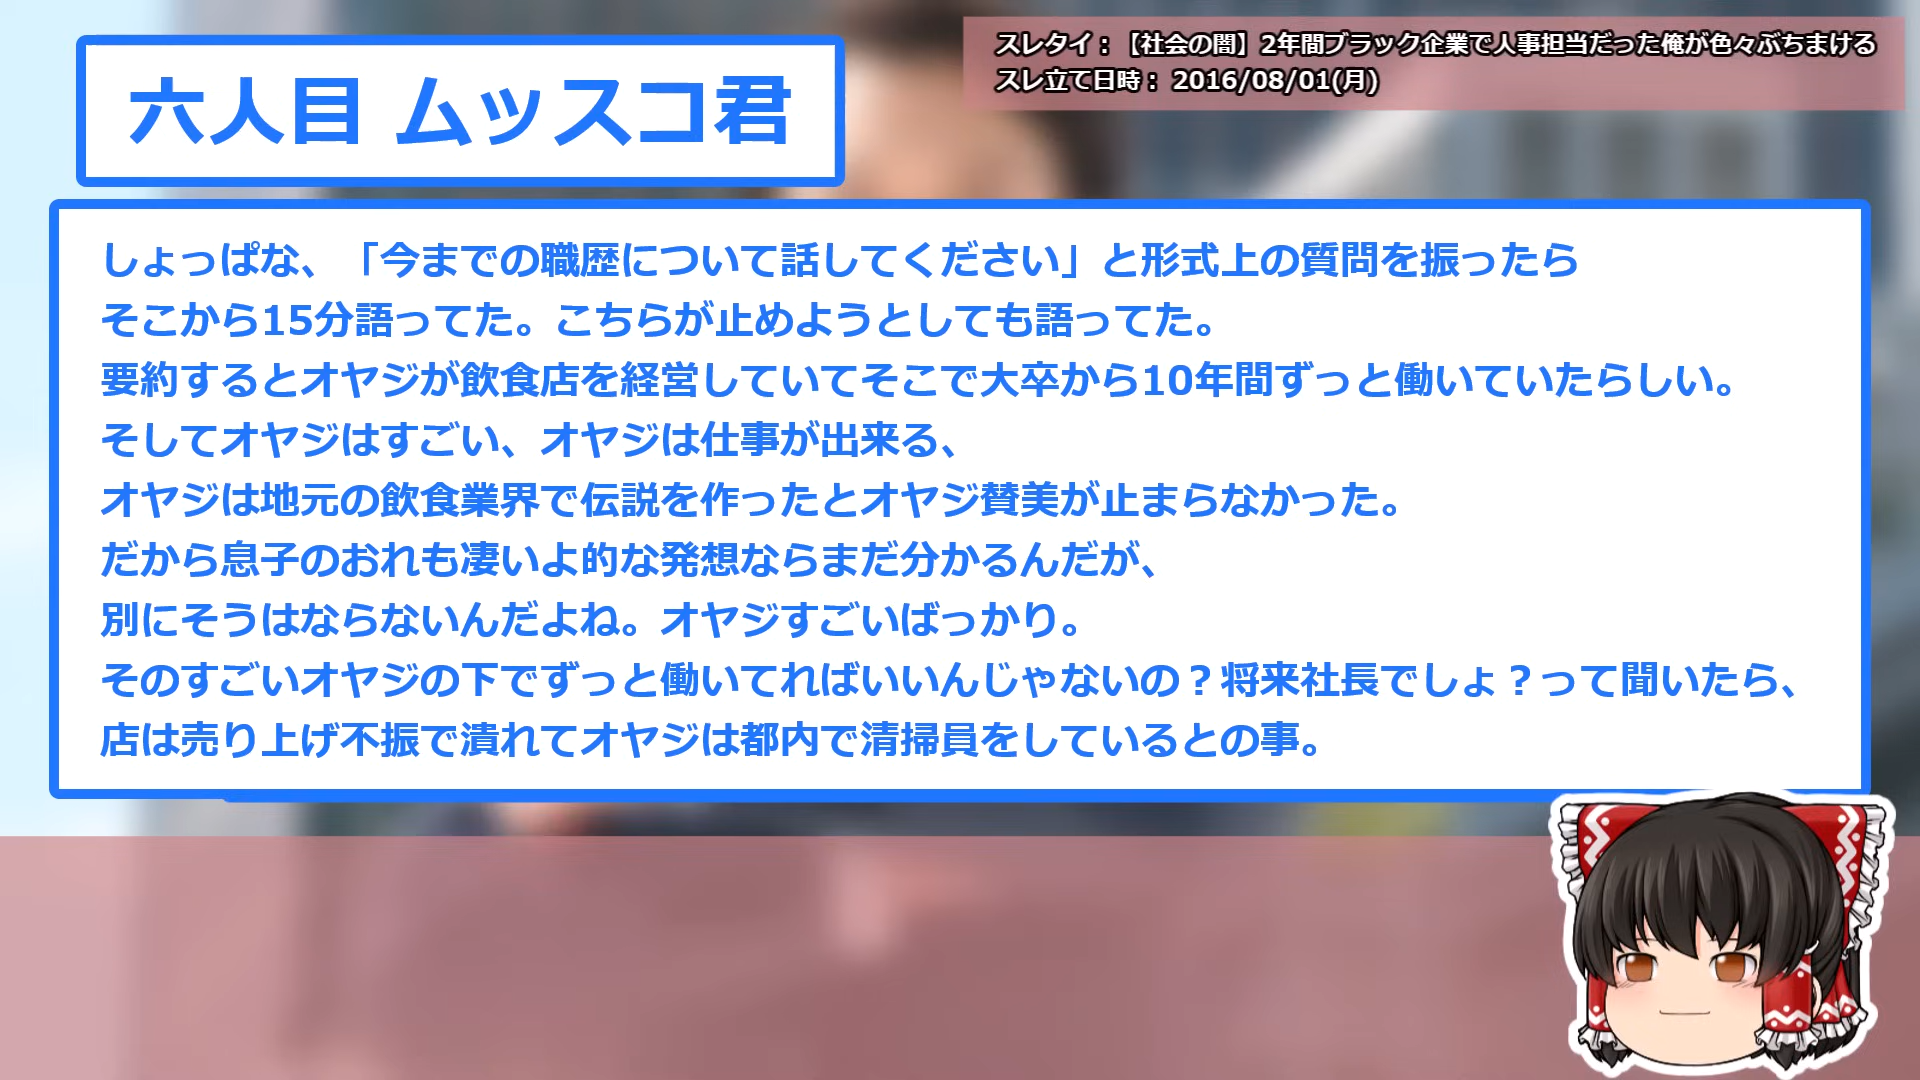 六人目 ムッスコ君
スレタイ：【社会の闇】2年間ブラック企業で人事担当だった俺が色々ぶちまける
スレ立て日時： 2016/08/01(月)
しょっぱな、「今までの職歴について話してください」と形式上の質問を振ったら
そこから15分語ってた。こちらが止めようとしても語ってた。
要約するとオヤジが飲食店を経営していてそこで大卒から10年間ずっと働いていたらしい。
そしてオヤジはすごい、オヤジは仕事が出来る、
オヤジは地元の飲食業界で伝説を作ったとオヤジ賛美が止まらなかった。
だから息子のおれも凄いよ的な発想ならまだ分かるんだが、
別にそうはならないんだよね。オヤジすごいばっかり。
そのすごいオヤジの下でずっと働いてればいいんじゃないの？将来社長でしょ？って聞いたら、
店は売り上げ不振で潰れてオヤジは都内で清掃員をしているとの事。